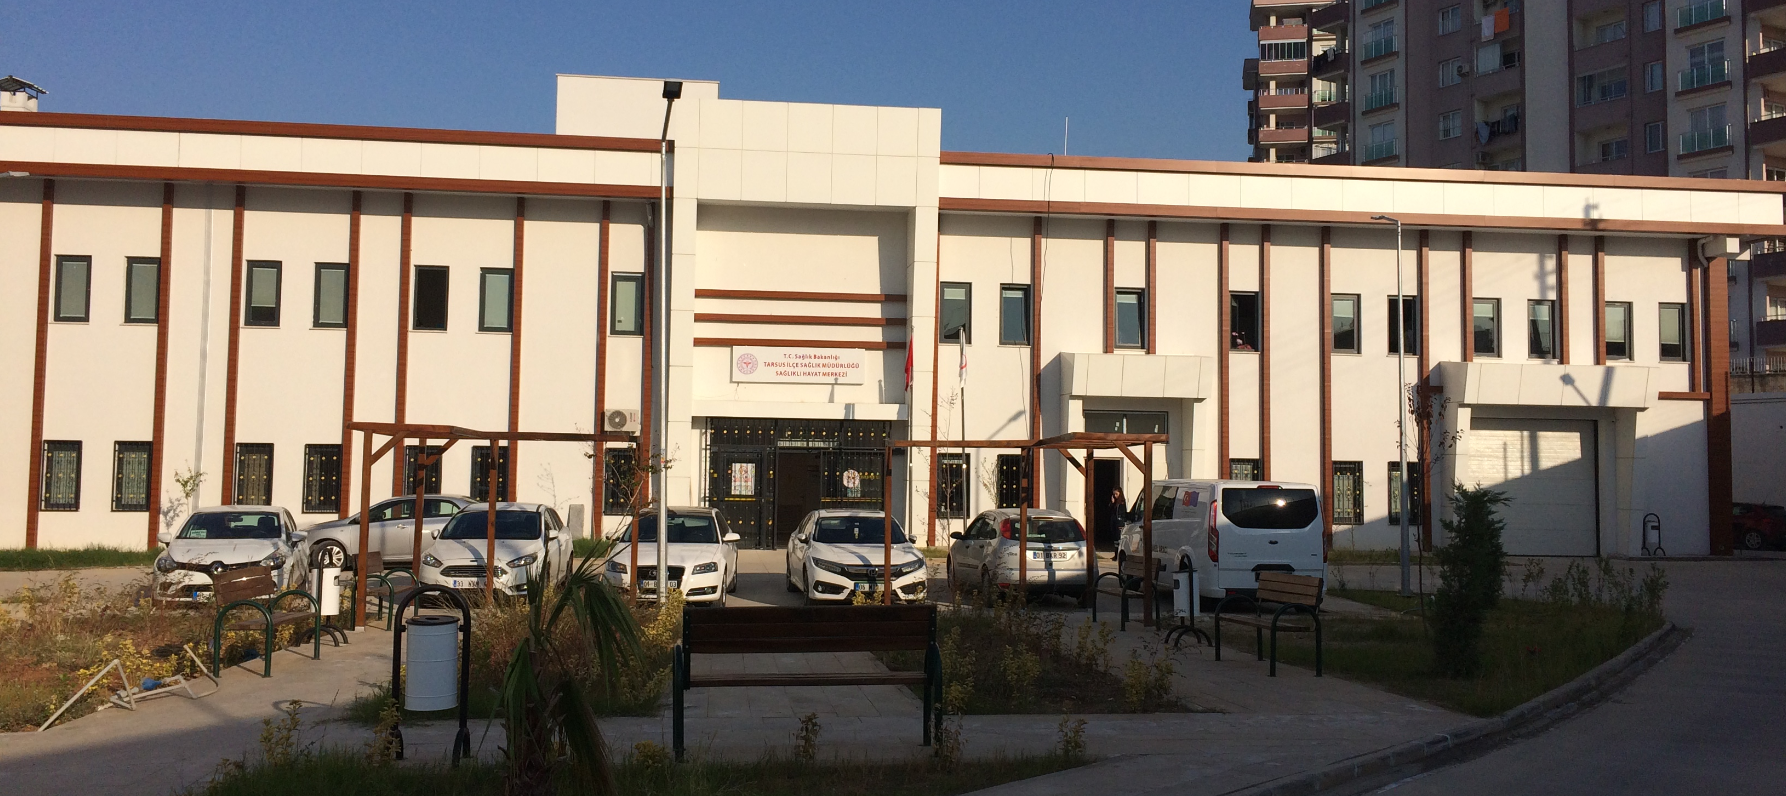 T.C. Sağlık Bakanlığı
TARSUS İLÇE SAĞLIK MÜDÜRLÜĞÜ
SAĞLIKLI HAYAT MERKEZİ